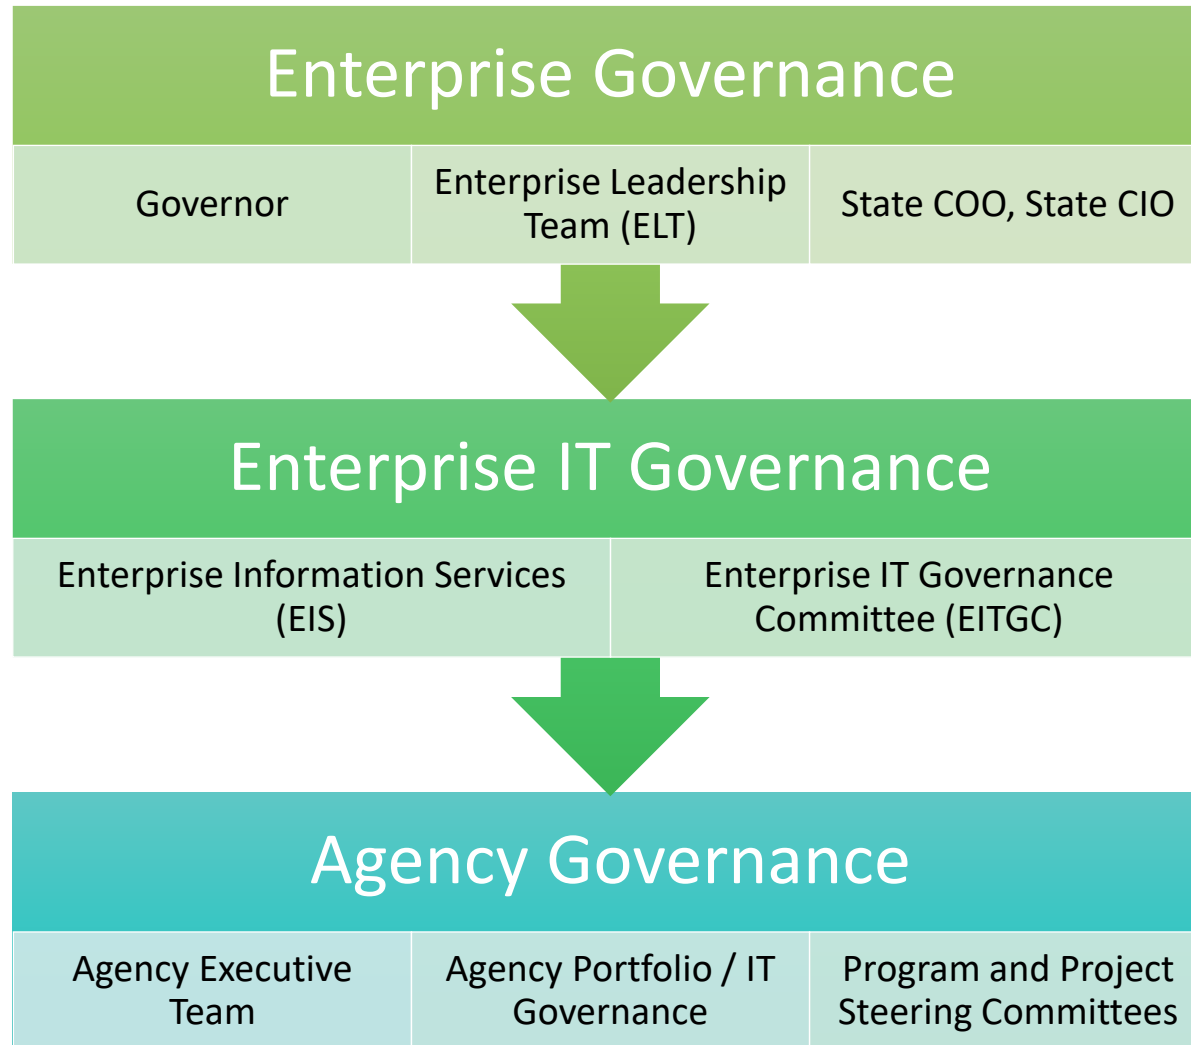 Enterprise Governance
Governor
Enterprise Leadership
Team (ELT)
State COO, State CIO
Enterprise IT Governance
Enterprise Information Services
(EIS)
Enterprise IT Governance
Committee (EITGC)
Agency Governance
Agency Executive
Team
Agency Portfolio / IT
Governance
Program and Project
Steering Committees